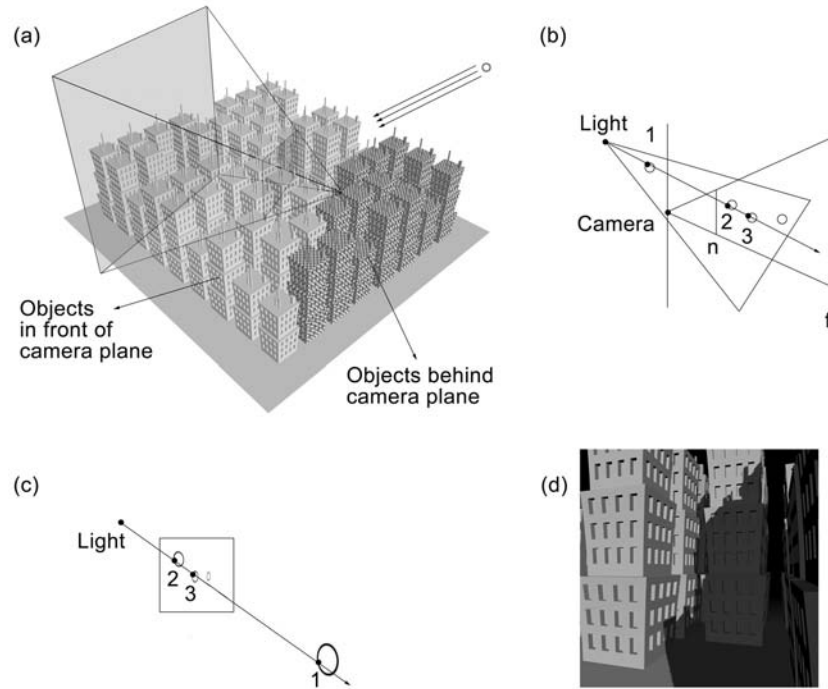 (a)
Objects
in front of
camera plane
Objects behind
camera plane
(b)
Light
1
Camera
2
3
n
f
(c)
Light
2
3
1
(d)